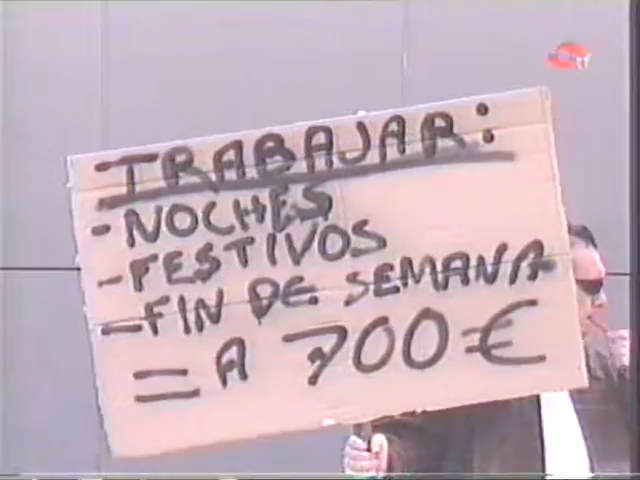 TRABAJAR:
-NOCHES
-FESTIVOS
-FIN DE SEMANA
= A 700 €